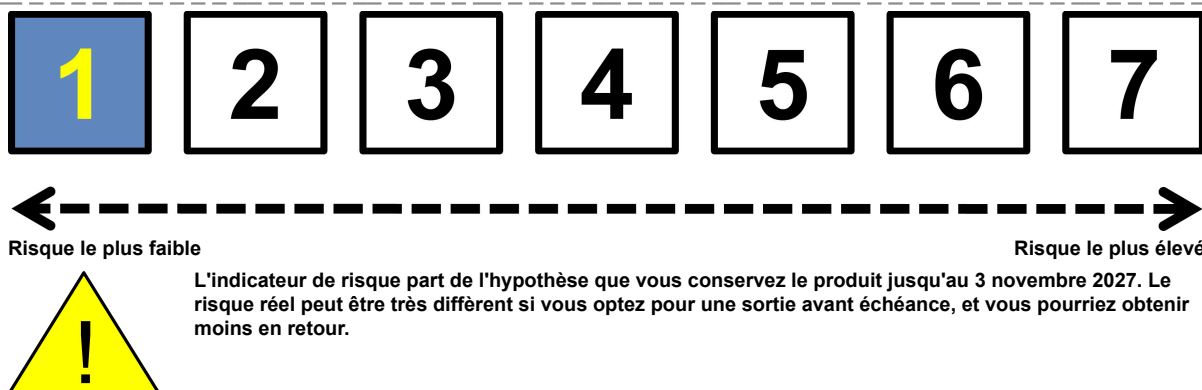 1 2 3 4 5 6 7
Risque le plus faible Risque le plus élevé
L'indicateur de risque part de l'hypothèse que vous conservez le produit jusqu'au 3 novembre 2027. Le
risque réel peut être très diffèrent si vous optez pour une sortie avant échéance, et vous pourriez obtenir
moins en retour.
!